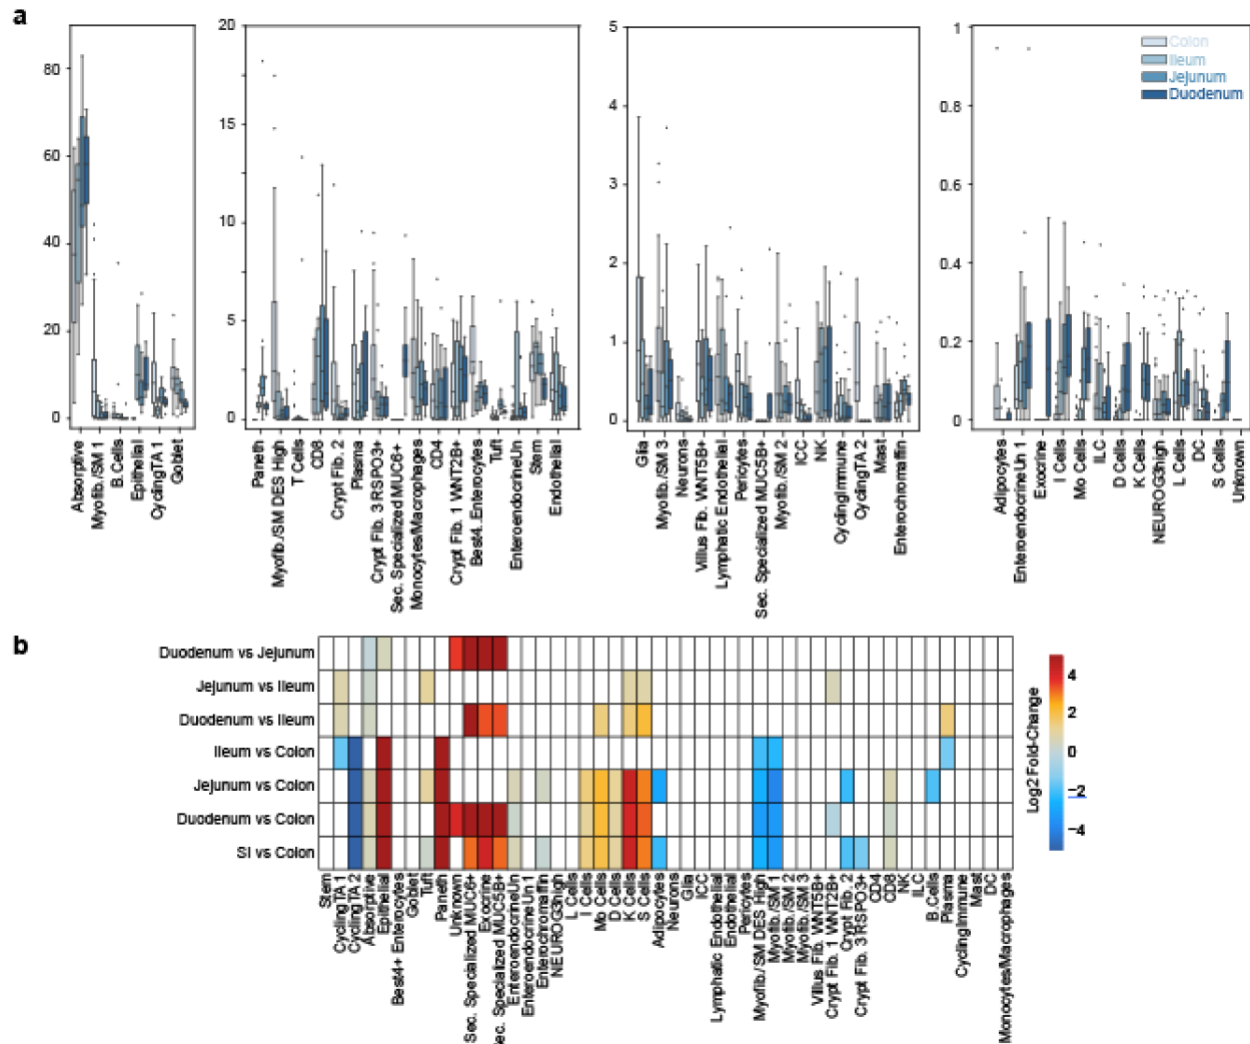 a
80
60
40
20
0
Absorptive
Myofib./SM 1
B. Cells
Epithelial
CyclingTA 1
Goblet
20
15
10
5
0
Paneth
Myofib./SM DES High
T Cells
CD8
Crypt Fib. 2
Plasma
Crypt Fib. 3 RSPO3+
Sec. Specialized MUC6+
Monocytes/Macrophages
CD4
Crypt Fib. 1 WNT2B+
Best4..Enterocytes
Tuft
EnteroendocrineUn
Stem
Endothelial
5
4
3
2
1
0
Glia
Myofib./SM 3
Neurons
Villus Fib. WNT5B+
Lymphatic Endothelial
Pericytes
Sec. Specialized MUC5B+
Myofib./SM 2
ICC
NK
CyclingImmune
CyclingTA 2
Mast
Enterochromaffin
1
0.8
0.6
0.4
0.2
0
Colon
Ileum
Jejunum
Duodenum
Adipocytes
EnteroendocrineUn 1
Exocrine
I Cells
Mo Cells
ILC
D Cells
K Cells
NEUROG3high
L Cells
DC
S Cells
Unknown
b
Duodenum vs Jejunum
Jejunum vs Ileum
Duodenum vs Ileum
Ileum vs Colon
Jejunum vs Colon
Duodenum vs Colon
SI vs Colon
Stem
CyclingTA 1
CyclingTA 2
Absorptive
Epithelial
Best4+ Enterocytes
Goblet
Tuft
Paneth
Unknown
Sec. Specialized MUC6+
Exocrine
Sec. Specialized MUC5B+
EnteroendocrineUn
EnteroendocrineUn 1
Enterochromaffin
NEUROG3high
L Cells
I Cells
Mo Cells
D Cells
K Cells
S Cells
Adipocytes
Neurons
Glia
ICC
Lymphatic Endothelial
Endothelial
Pericytes
Myofib./SM DES High
Myofib./SM 1
Myofib./SM 2
Myofib./SM 3
Villus Fib. WNT5B+
Crypt Fib. 1 WNT2B+
Crypt Fib. 2
Crypt Fib. 3 RSPO3+
CD4
CD8
NK
ILC
B.Cells
Plasma
CyclingImmune
Mast
DC
Monocytes/Macrophages
Log2 Fold-Change
4
2
0
−2
−4